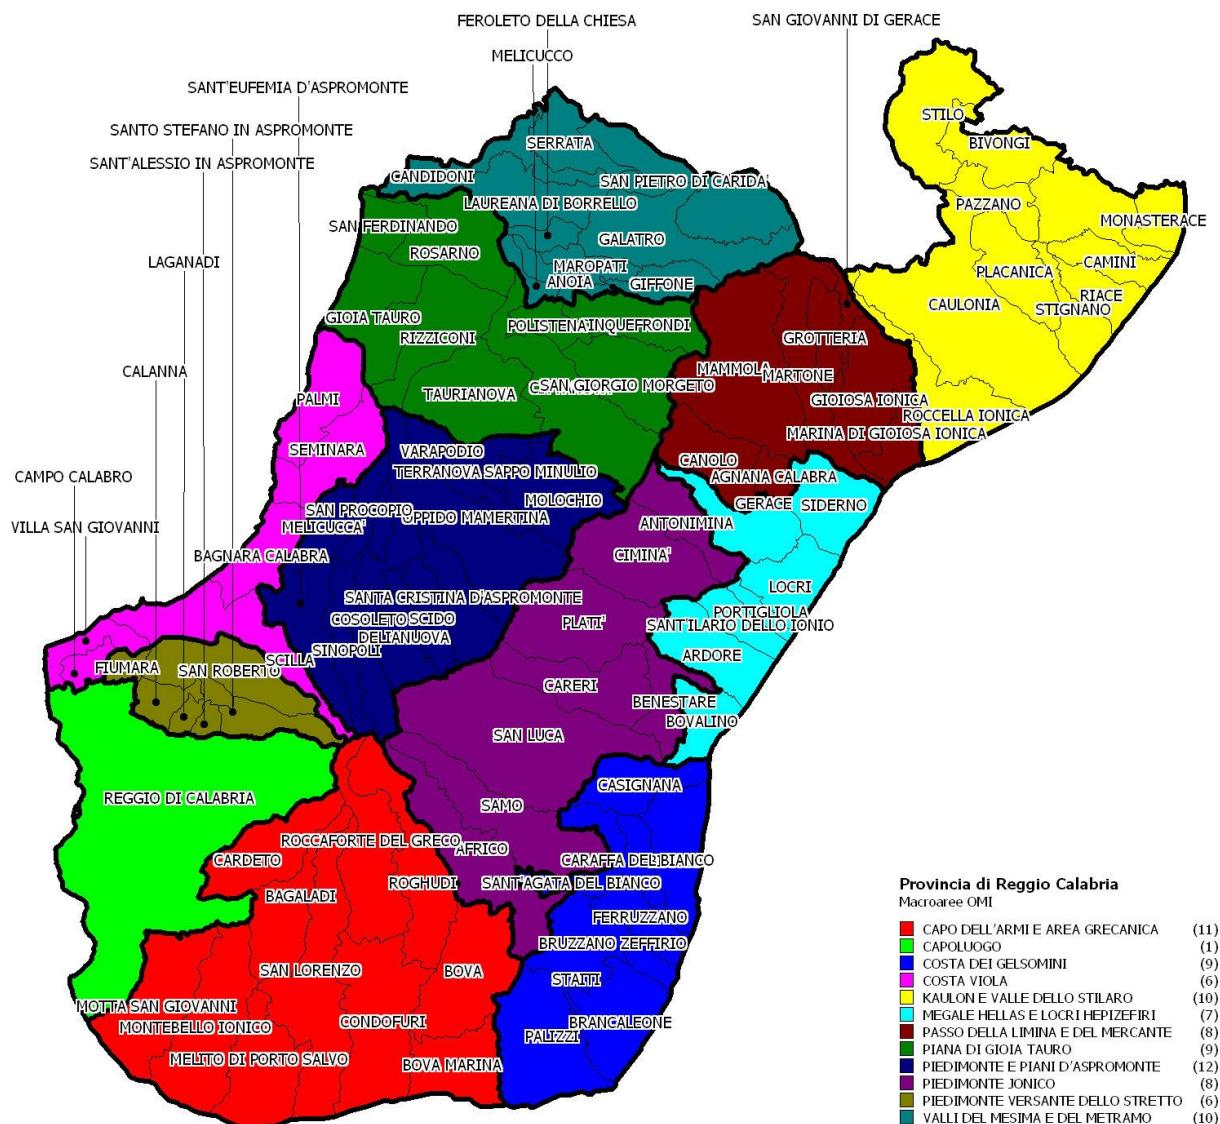 FEROLETO DELLA CHIESA
SAN GIOVANNI DI GERACE
MELICUCCO
SANT'EUFEMIA D'ASPROMONTE
SANTO STEFANO IN ASPROMONTE
SANT'ALESSIO IN ASPROMONTE
STILO
BIVONGI
SERRATA
CANDIDONI
SAN PIETRO DI CARIDA'
LAUREANA DI BORRELLO
PAZZANO
MONASTERACE
SAN FERDINANDO
GALATRO
ROSARNO
LAGANADI
MAROPATI
CAMINI
PLACANICA
ANOIA
GIFFONE
RIACE
CAULONIA
STIGNANO
GIOIA TAURO
POLISTENA
INQUEFRONDI
RIZZICONI
GROTTERIA
CALANNA
MAMMOLA
MARTONE
SAN GIORGIO MORGETO
TAURIANOVA
PALMI
GIOIOSA IONICA
ROCCELLA IONICA
MARINA DI GIOIOSA IONICA
SEMINARA
VARAPODIO
CANOLO
TERRANOVA SAPPO MINULIO
AGNANA CALABRA
CAMPO CALABRO
MOLOCHIO
GERACE
SIDERNO
SAN PROCOPIO
OPPIDO MAMERTINA
ANTONIMINA
VILLA SAN GIOVANNI
MELICUCCA'
BAGNARA CALABRA
CIMINA'
LOCRI
SANTA CRISTINA D'ASPROMONTE
PORTIGLIOLA
COSOLETO
SCIDO
PLATI'
SANT'ILARIO DELLO IONIO
DELIANUOVA
SINOPOLI
ARDORE
SCILLA
FIUMARA
SAN ROBERTO
CARERI
BENESTARE
BOVALINO
SAN LUCA
CASIGNANA
REGGIO DI CALABRIA
SAMO
ROCCAFORTE DEL GRECO
AFRICO
CARDETO
CARAFFA DEL BIANCO
ROGHUDI
SANT'AGATA DEL BIANCO
BAGALADI
FERRUZZANO
BRUZZANO ZEFFIRIO
SAN LORENZO
BOVA
STAITI
MOTTA SAN GIOVANNI
MONTEBELLO IONICO
CONDOFURI
BRANCALEONE
PALIZZI
MELITO DI PORTO SALVO
BOVA MARINA
Provincia di Reggio Calabria
Macroaree OMI
CAPO DELL'ARMI E AREA GRECANICA (11)
CAPOLUOGO (1)
COSTA DEI GELSOMINI (9)
COSTA VIOLA (6)
KAULON E VALLE DELLO STILARO (10)
MEGALE HELLAS E LOCRI HEPIZEFIRI (7)
PASSO DELLA LIMINA E DEL MERCANTE (8)
PIANA DI GIOIA TAURO (9)
PIEDIMONTE E PIANI D'ASPROMONTE (12)
PIEDIMONTE JONICO (8)
PIEDIMONTE VERSANTE DELLO STRETTO (6)
VALLI DEL MESIMA E DEL METRAMO (10)